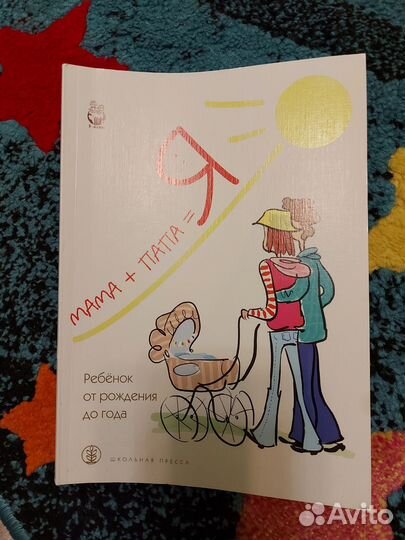 МАМА + ПАПА = Я
Ребёнок
от рождения
до года
ШКОЛЬНАЯ ПРЕССА
Avito